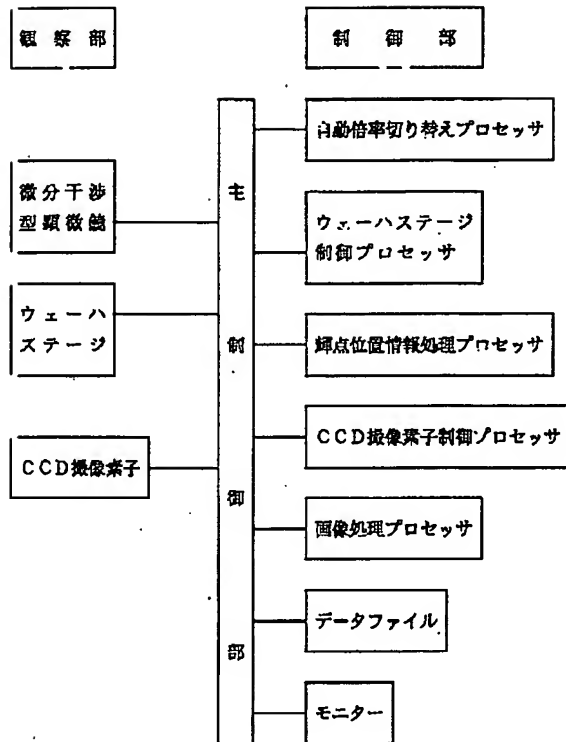 観察部
制御部
主制御部
微分干渉
型顕微鏡
ウェーハ
ステージ
CCD撮像素子
自動倍率切り替えプロセッサ
ウェーハステージ
制御プロセッサ
輝点位置情報処理プロセッサ
CCD撮像素子制御プロセッサ
画像処理プロセッサ
データファイル
モニター